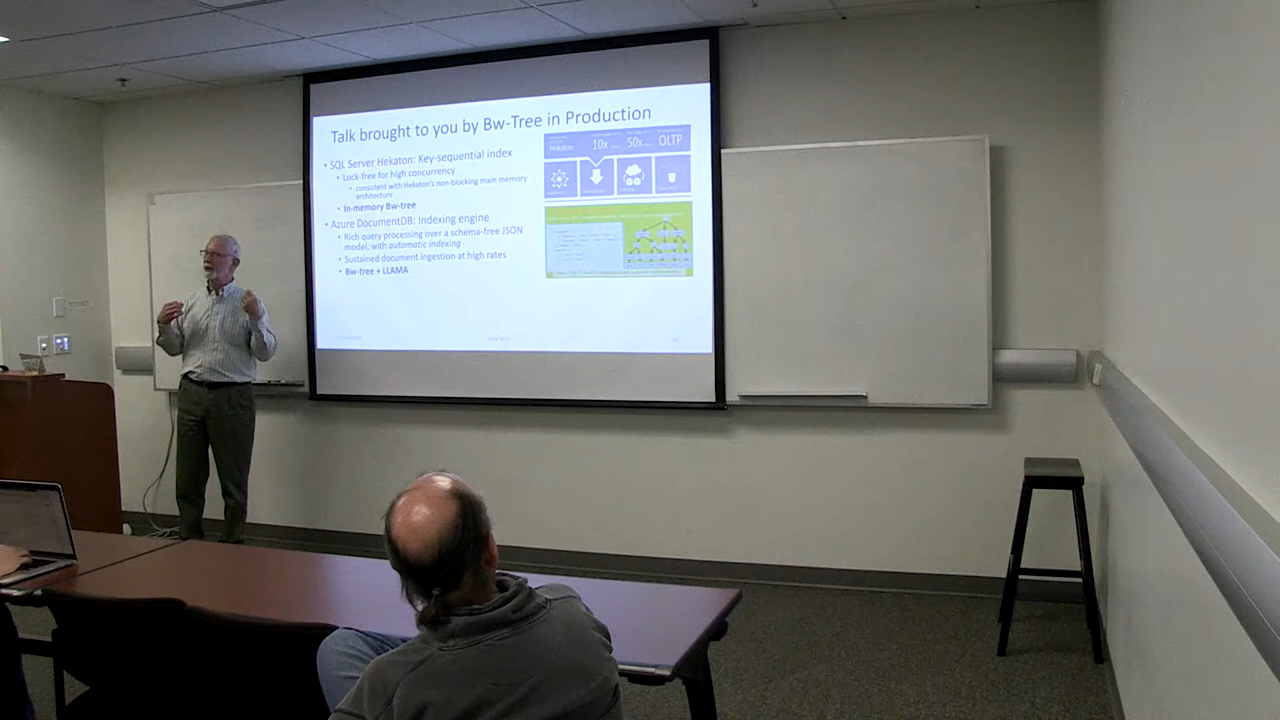 Talk brought to you by Bw-Tree in Production
• SQL Server Hekaton: Key-sequential index
• Lock-free for high concurrency
• consistent with Hekaton's non-blocking main memory
architecture
• In-memory Bw-tree
• Azure DocumentDB: Indexing engine
• Rich query processing over a schema-free JSON
model, with automatic indexing
• Sustained document ingestion at high rates
• Bw-tree + LLAMA
Hekaton 10x 50x OLTP